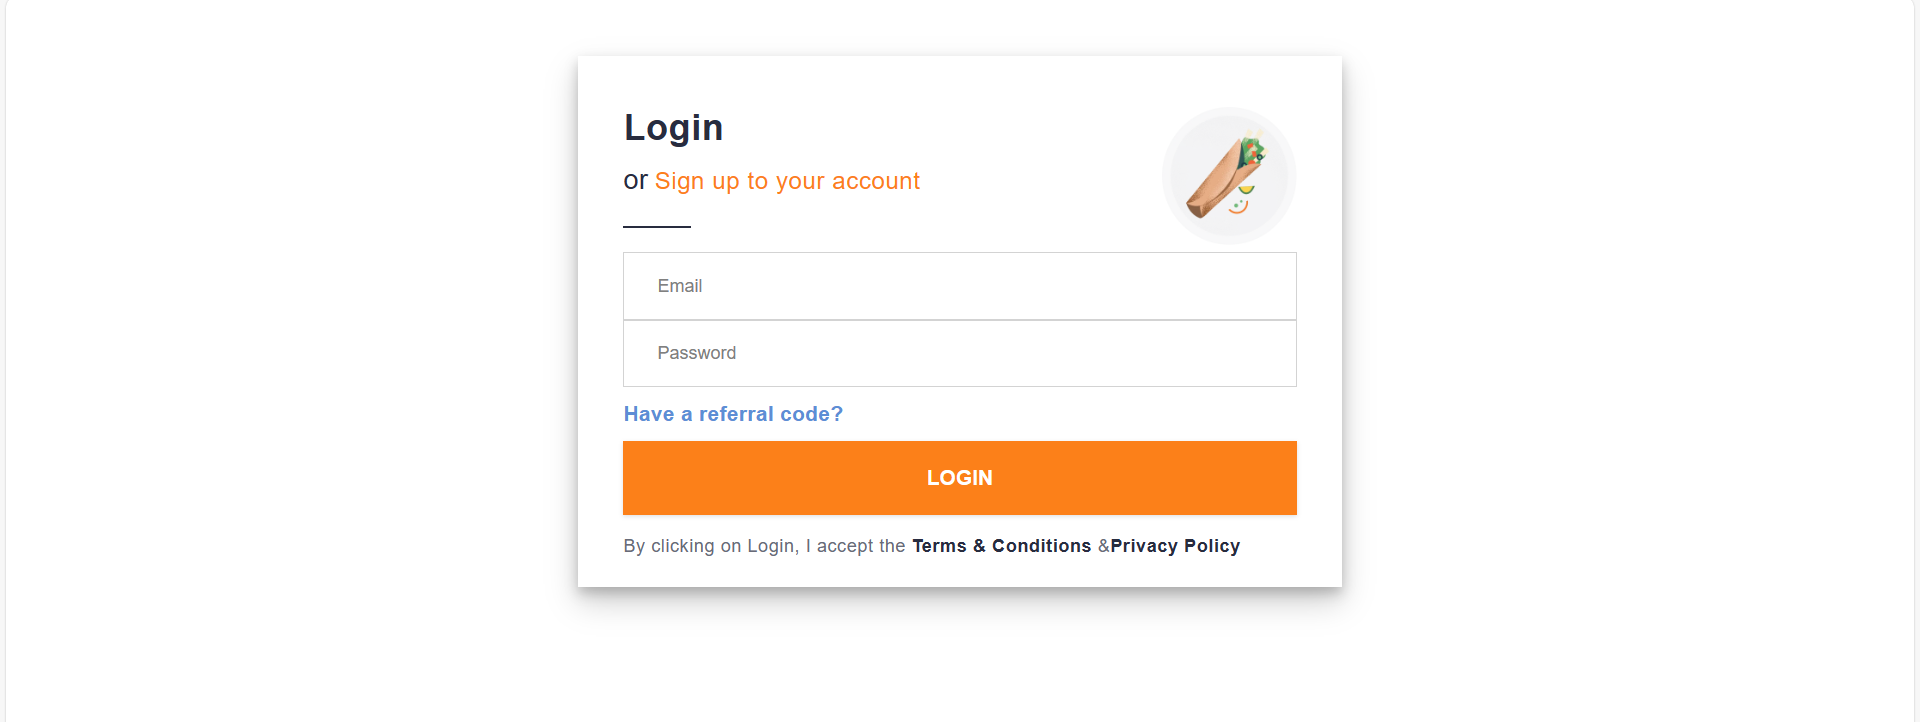 Login
or Sign up to your account
Email
Password
Have a referral code?
LOGIN
By clicking on Login, I accept the Terms & Conditions &Privacy Policy